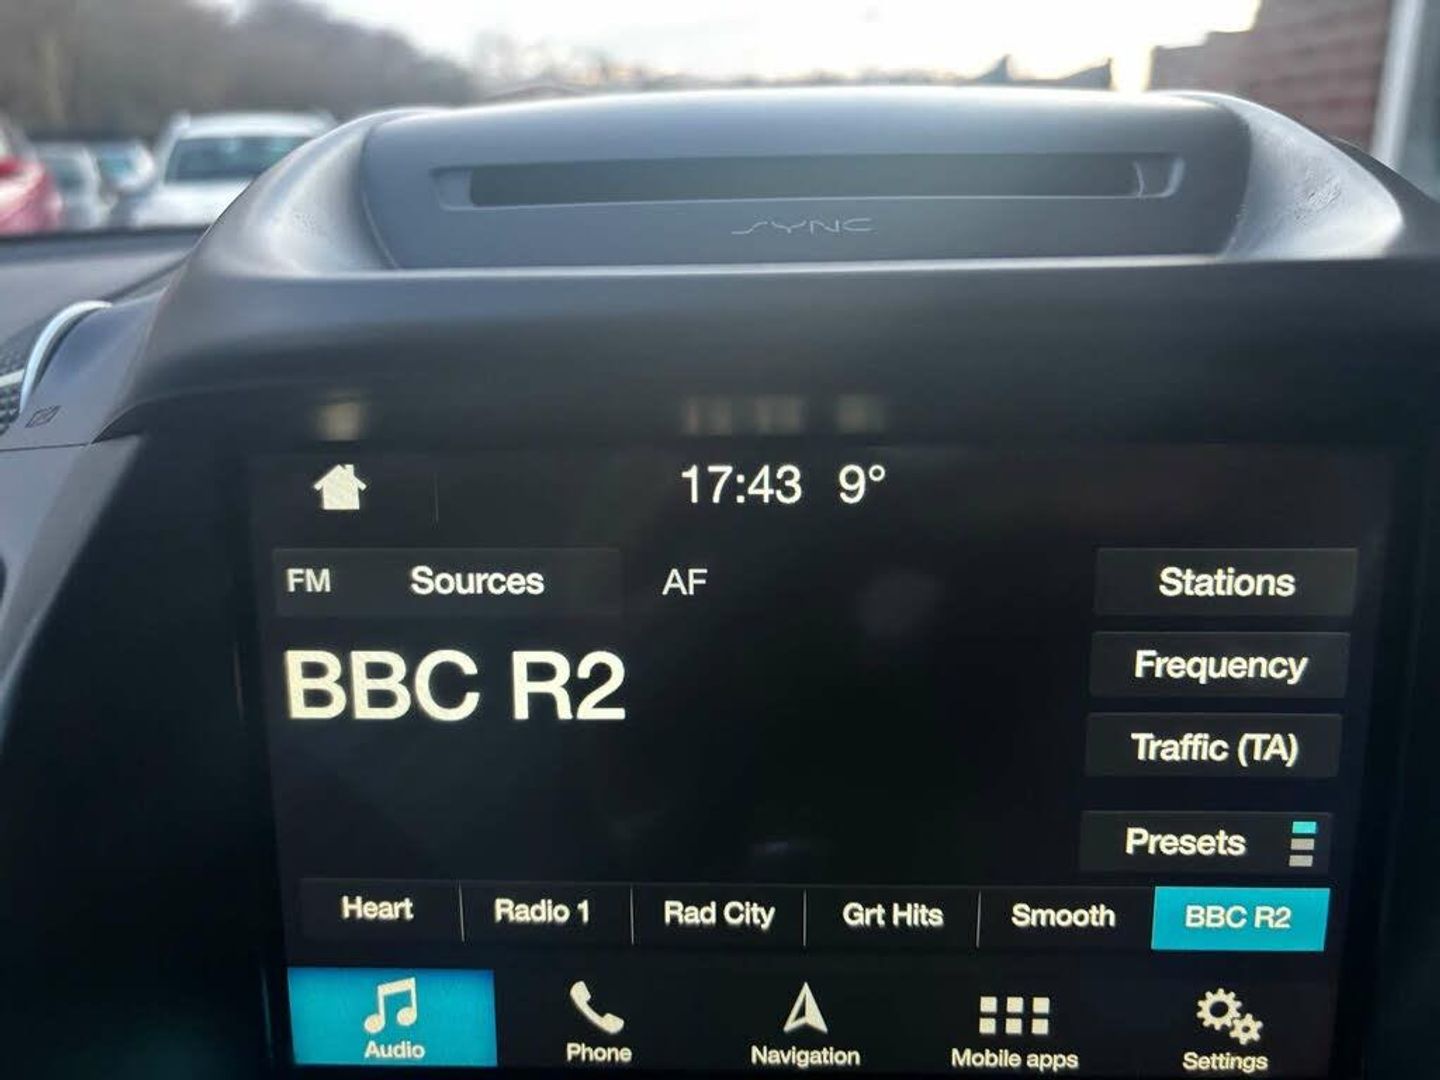 SYNC
17:43 9°
FM Sources AF Stations
BBC R2
Frequency
Traffic (TA)
Presets
Heart Radio 1 Rad City Grt Hits Smooth BBC R2
Audio Phone Navigation Mobile apps Settings